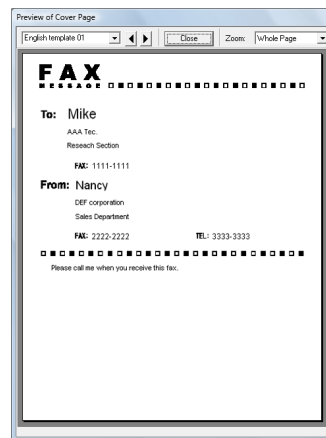 Preview of Cover Page
English template 01 Close Zoom: Whole Page
FAX
MESSAGE
To: Mike
AAA Tec.
Reseach Section
FAX: 1111-1111
From: Nancy
DEF corporation
Sales Department
FAX: 2222-2222 TEL: 3333-3333
Please call me when you receive this fax.